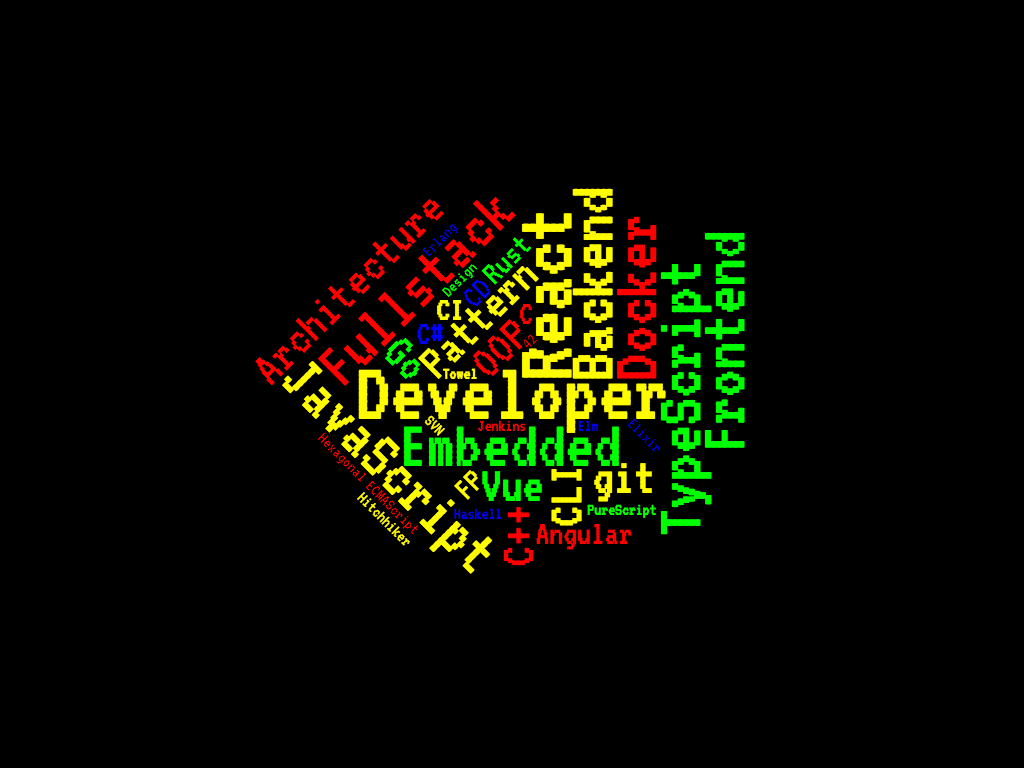 Architecture
Erlang
Fullstack
Design
Rust
React
Backend
Docker
TypeScript
Frontend
CI
CD
C#
Go
Pattern
C
OOP
42
Towel
JavaScript
Developer
SVN
Jenkins
Elm
Elixir
Embedded
Hexagonal
ECMAScript
Hitchhiker
FP
Vue
CLI
git
Haskell
C++
PureScript
Angular